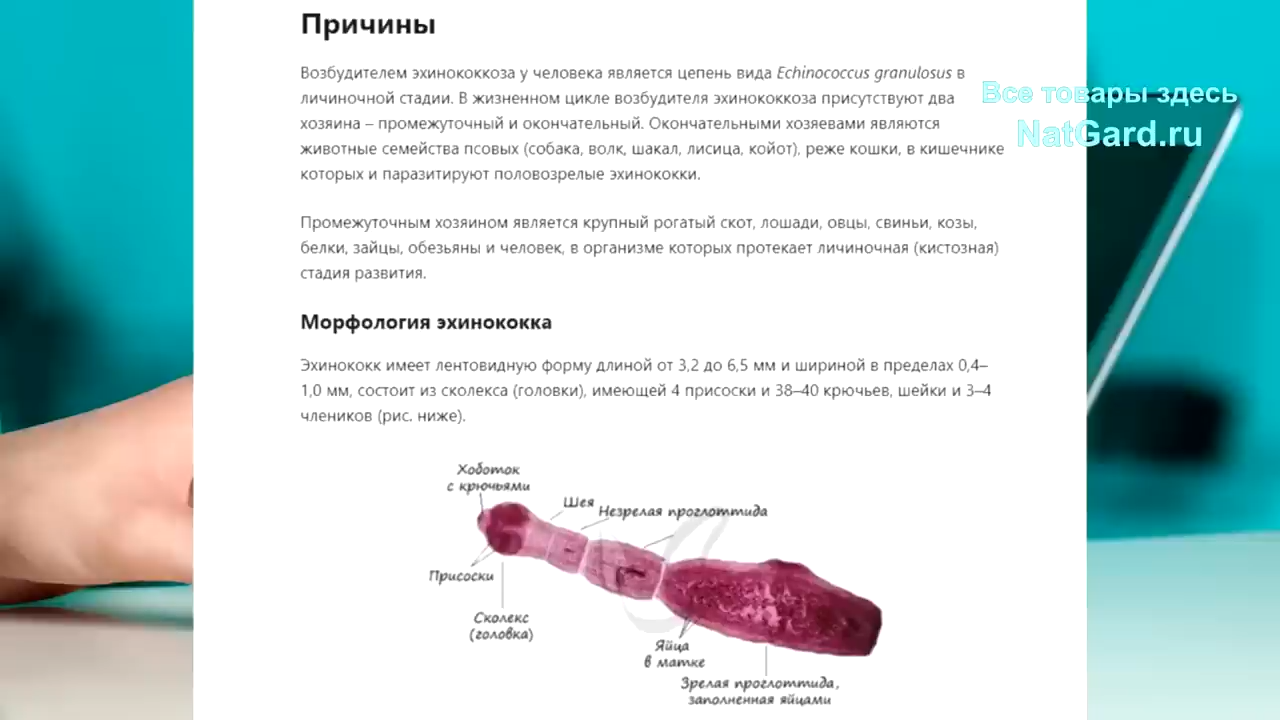 Причины
Возбудителем эхинококкоза у человека является цепень вида Echinococcus granulosus в
личиночной стадии. В жизненном цикле возбудителя эхинококкоза присутствуют два
хозяина – промежуточный и окончательный. Окончательными хозяевами являются
животные семейства псовых (собака, волк, шакал, лисица, койот), реже кошки, в кишечнике
которых и паразитируют половозрелые эхинококки.
Все товары здесь
NatGard.ru
Промежуточным хозяином является крупный рогатый скот, лошади, овцы, свиньи, козы,
белки, зайцы, обезьяны и человек, в организме которых протекает личиночная (кистозная)
стадия развития.
Морфология эхинококка
Эхинококк имеет лентовидную форму длиной от 3,2 до 6,5 мм и шириной в пределах 0,4–
1,0 мм, состоит из сколекса (головки), имеющей 4 присоски и 38–40 крючьев, шейки и 3–4
члеников (рис. ниже).
Хоботок
с крючьями
Шея
Незрелая проглоттида
Присоски
Сколекс
(головка)
Яйца
в матке
Зрелая проглоттида,
заполненная яйцами